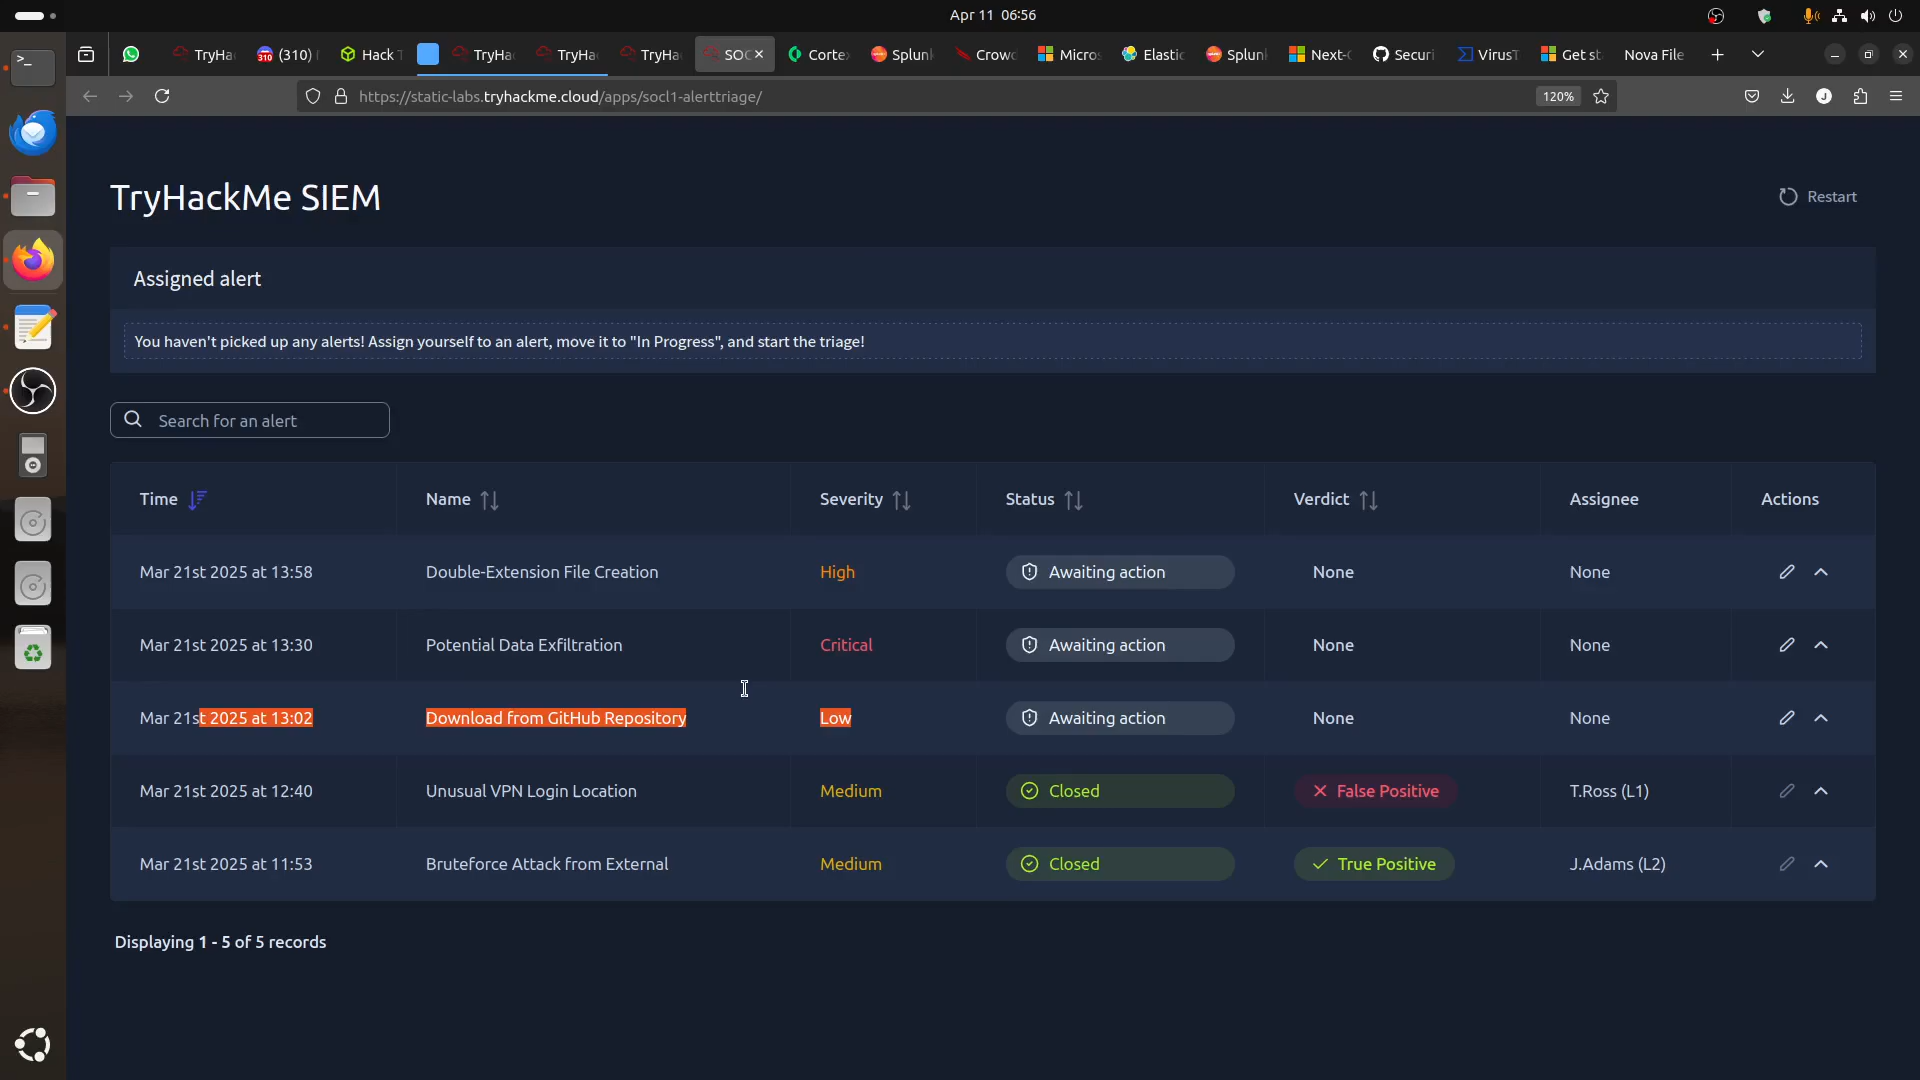 Apr 11 06:56
TryHa
(310)
Hack T
TryHa
TryHa
TryHa
SOC
Cortex
Splunk
Crowd
Micros
Elastic
Splun
Next-G
Securi
VirusT
Get st
Nova File
https://static-labs.tryhackme.cloud/apps/socl1-alerttriage/
120%
J
TryHackMe SIEM
Restart
Assigned alert
You haven't picked up any alerts! Assign yourself to an alert, move it to "In Progress", and start the triage!
Search for an alert
Time Name Severity Status Verdict Assignee Actions
Mar 21st 2025 at 13:58 Double-Extension File Creation High Awaiting action None None
Mar 21st 2025 at 13:30 Potential Data Exfiltration Critical Awaiting action None None
Mar 21st 2025 at 13:02 Download from GitHub Repository Low Awaiting action None None
Mar 21st 2025 at 12:40 Unusual VPN Login Location Medium Closed False Positive T.Ross (L1)
Mar 21st 2025 at 11:53 Bruteforce Attack from External Medium Closed True Positive J.Adams (L2)
Displaying 1 - 5 of 5 records